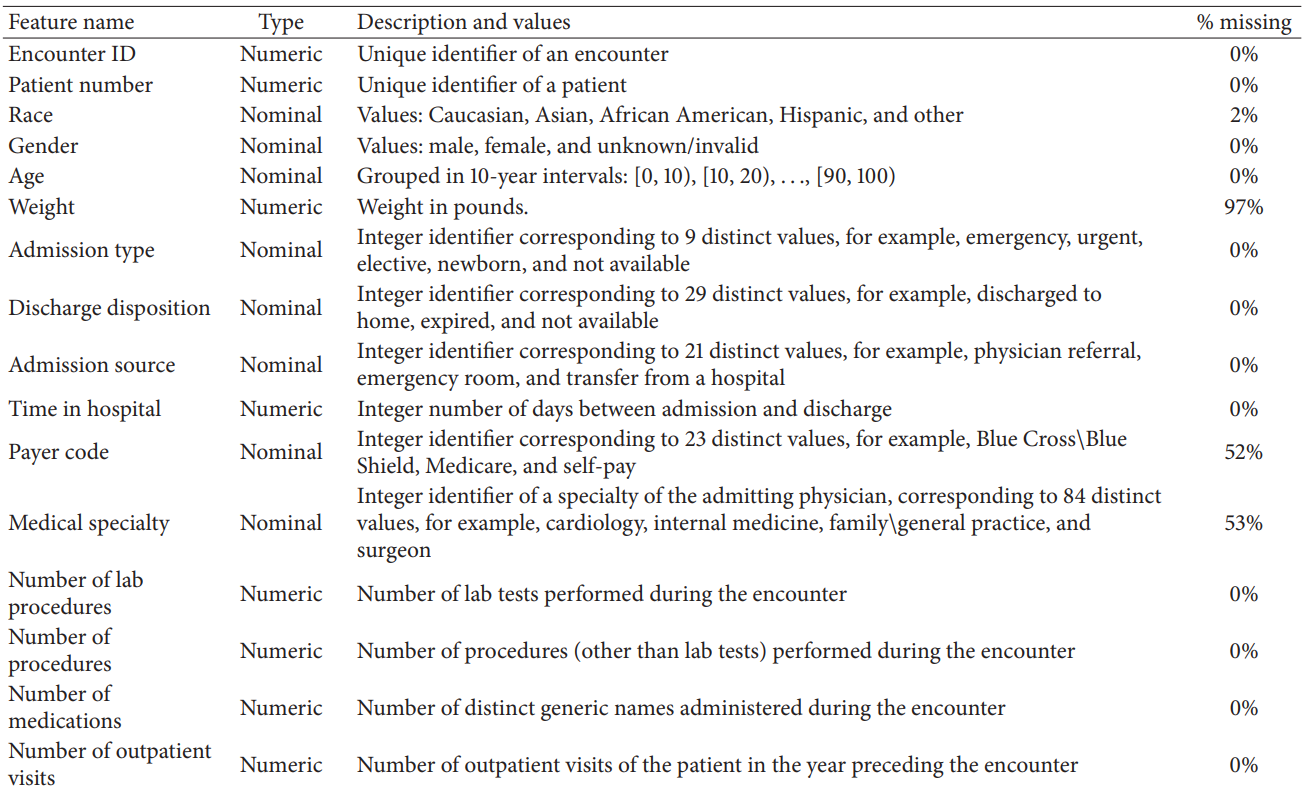 Feature name Type Description and values % missing
Encounter ID Numeric Unique identifier of an encounter 0%
Patient number Numeric Unique identifier of a patient 0%
Race Nominal Values: Caucasian, Asian, African American, Hispanic, and other 2%
Gender Nominal Values: male, female, and unknown/invalid 0%
Age Nominal Grouped in 10-year intervals: [0, 10), [10, 20), . . ., [90, 100) 0%
Weight Numeric Weight in pounds. 97%
Admission type Nominal Integer identifier corresponding to 9 distinct values, for example, emergency, urgent,
elective, newborn, and not available 0%
Discharge disposition Nominal Integer identifier corresponding to 29 distinct values, for example, discharged to
home, expired, and not available 0%
Admission source Nominal Integer identifier corresponding to 21 distinct values, for example, physician referral,
emergency room, and transfer from a hospital 0%
Time in hospital Numeric Integer number of days between admission and discharge 0%
Payer code Nominal Integer identifier corresponding to 23 distinct values, for example, Blue Cross\Blue
Shield, Medicare, and self-pay 52%
Medical specialty Nominal Integer identifier of a specialty of the admitting physician, corresponding to 84 distinct
values, for example, cardiology, internal medicine, family\general practice, and
surgeon 53%
Number of lab
procedures Numeric Number of lab tests performed during the encounter 0%
Number of
procedures Numeric Number of procedures (other than lab tests) performed during the encounter 0%
Number of
medications Numeric Number of distinct generic names administered during the encounter 0%
Number of outpatient
visits Numeric Number of outpatient visits of the patient in the year preceding the encounter 0%